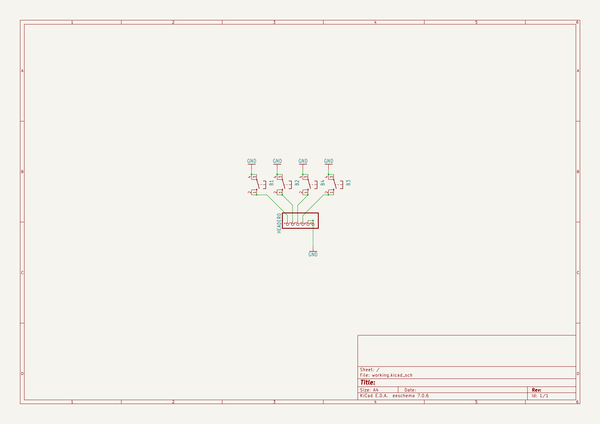 1 2 3 4 5 6
A A
GND GND GND GND
B B
B1 B2 B4 B3
HEADER6
GND
C C
Sheet: /
File: working.kicad_sch
Title:
D D
Size: A4 Date: Rev:
KiCad E.D.A. eeschema 7.0.6 Id: 1/1
1 2 3 4 5 6